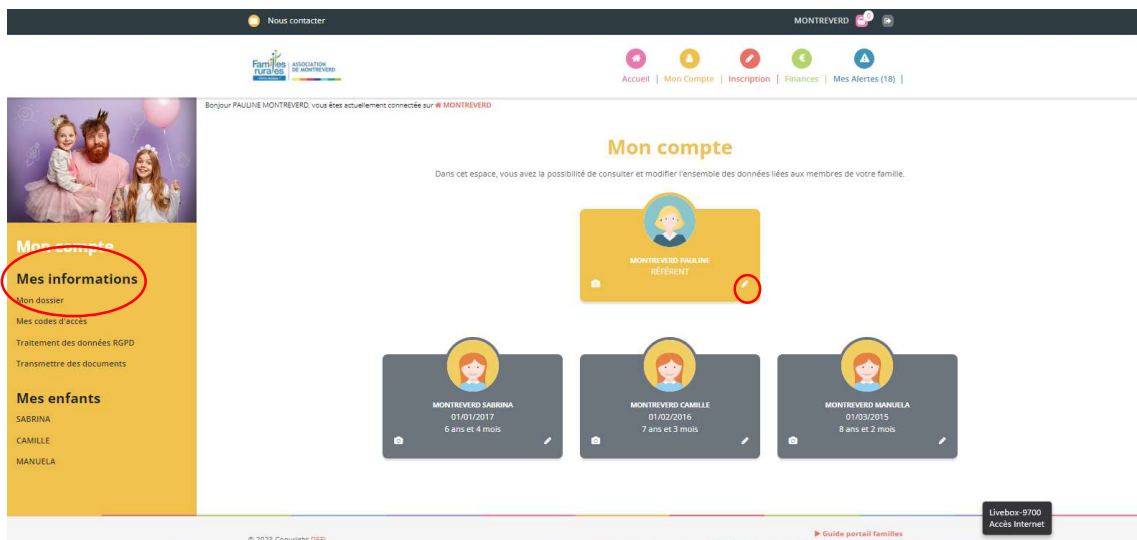 Nous contacter
MONTREVERD 0
Familles rurales ASSOCIATION DE MONTREVERD
Accueil | Mon Compte | Inscription | Finances | Mes Alertes (18) |
Bonjour PAULINE MONTREVERD, vous êtes actuellement connectée sur MONTREVERD
Mon compte
Dans cet espace, vous avez la possibilité de consulter et modifier l'ensemble des données liées aux membres de votre famille.
MONTREVERD PAULINE
RÉFÉRENT
Mon compte
Mes informations
Mon dossier
Mes codes d'accès
Traitement des données RGPD
Transmettre des documents
Mes enfants
SABRINA
CAMILLE
MANUELA
MONTREVERD SABRINA
01/01/2017
6 ans et 4 mois
MONTREVERD CAMILLE
01/02/2016
7 ans et 3 mois
MONTREVERD MANUELA
01/03/2015
8 ans et 2 mois
Livebox-9700
Accès Internet
Guide portail familles
© 2023 Copyright DEFI